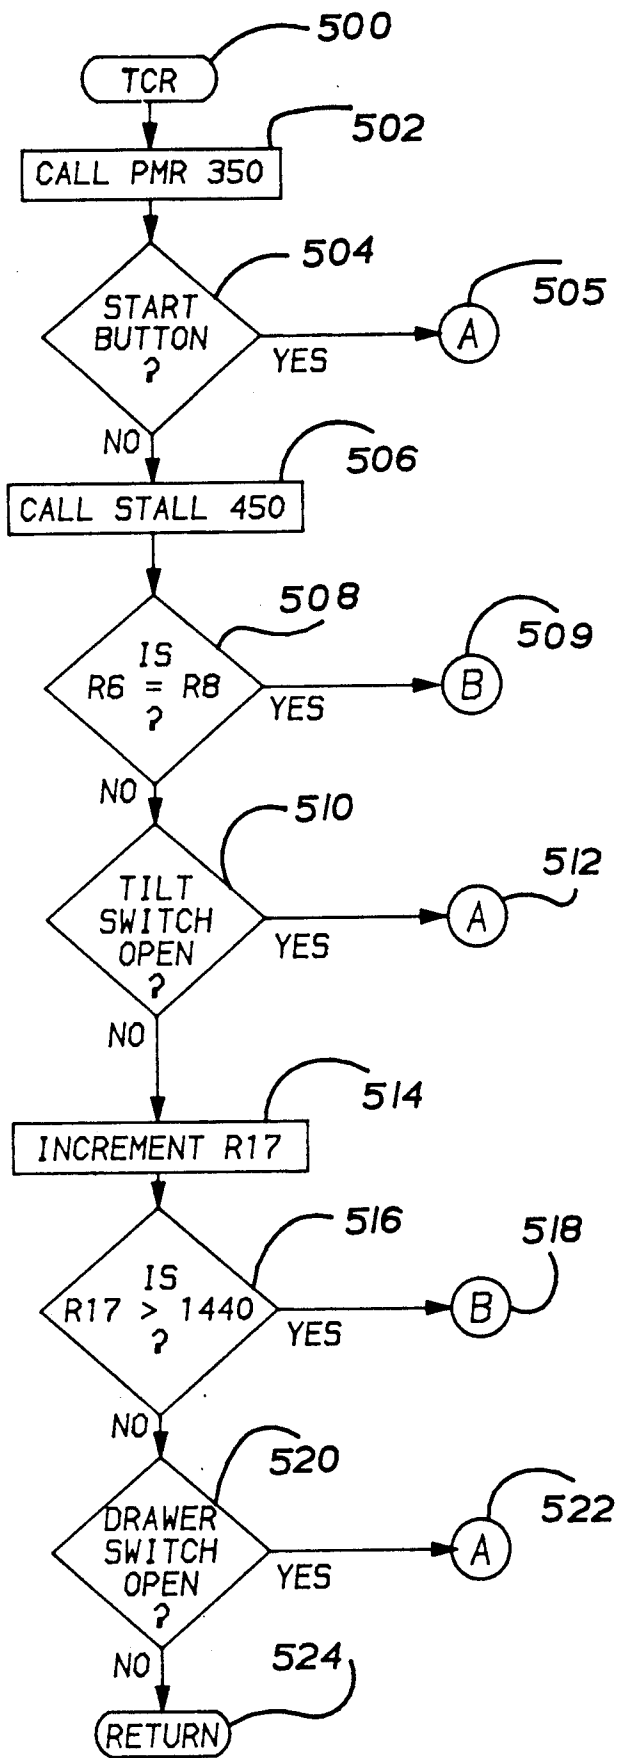 500
TCR
502
CALL PMR 350
504
START
BUTTON
?
YES
505
A
NO
506
CALL STALL 450
508
IS
R6 = R8
?
YES
509
B
NO
510
TILT
SWITCH
OPEN
?
YES
512
A
NO
514
INCREMENT R17
516
IS
R17 > 1440
?
YES
518
B
NO
520
DRAWER
SWITCH
OPEN
?
YES
522
A
NO
524
RETURN